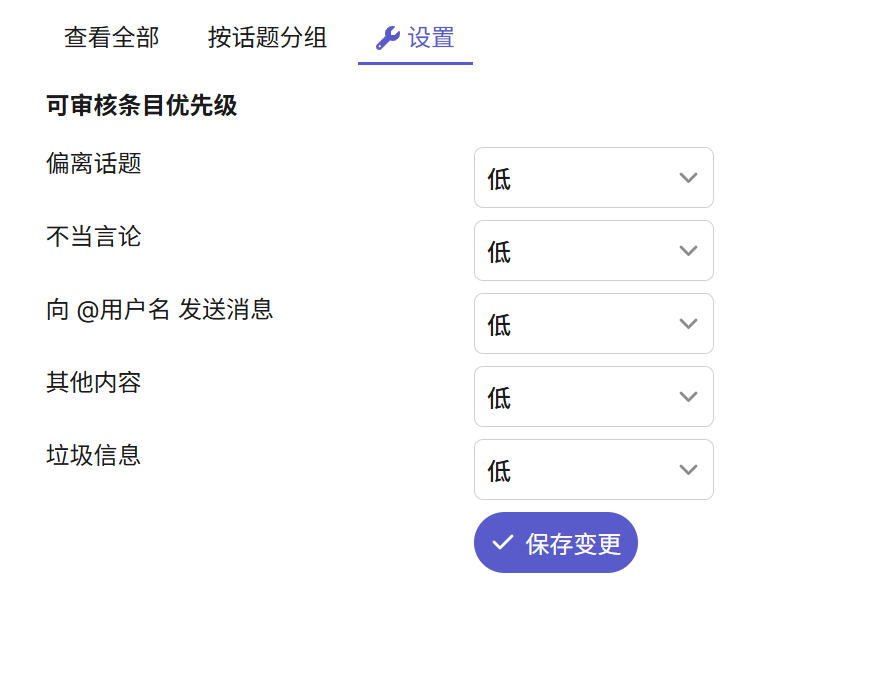 查看全部 按话题分组 设置
可审核条目优先级
偏离话题 低
不当言论 低
向 @用户名 发送消息 低
其他内容 低
垃圾信息 低
保存变更